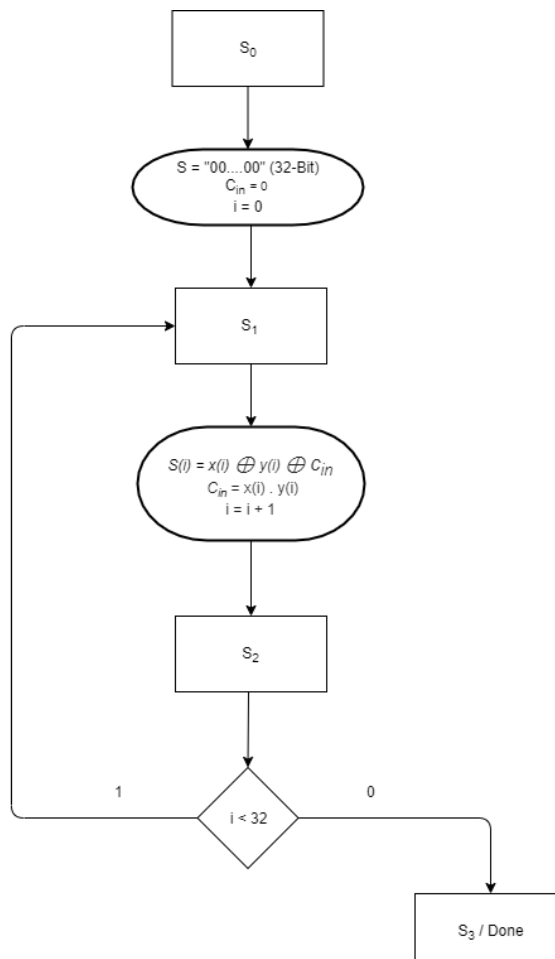 S₀
S = "00....00" (32-Bit)
Cᵢₙ = 0
i = 0
S₁
S(i) = x(i) ⊕ y(i) ⊕ Cᵢₙ
Cᵢₙ = x(i) . y(i)
i = i + 1
S₂
1
0
i < 32
S₃ / Done